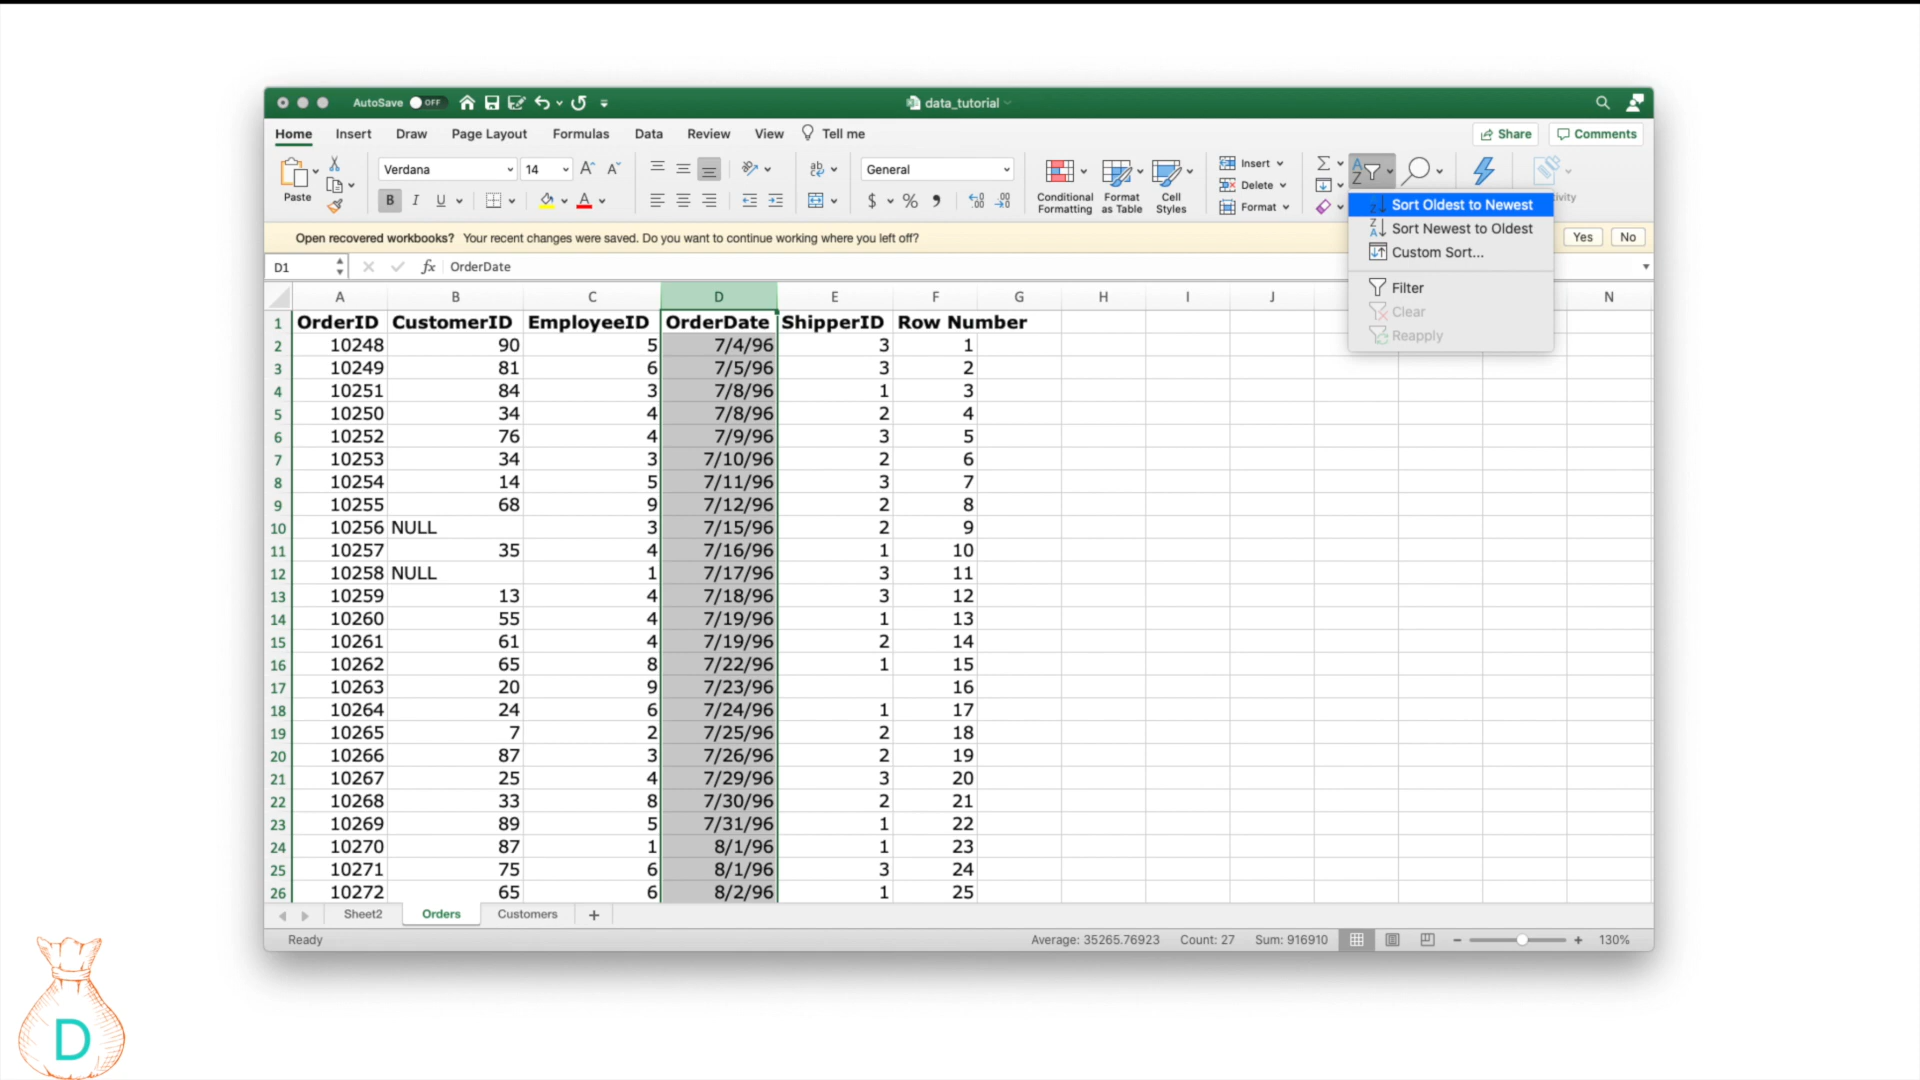 AutoSave OFF data_tutorial
Home Insert Draw Page Layout Formulas Data Review View Tell me Share Comments
Paste Verdana 14 General Conditional Formatting Format as Table Cell Styles Insert Delete Format
B I U
Sort Oldest to Newest
Sort Newest to Oldest
Custom Sort...
Filter
Clear
Reapply
Open recovered workbooks? Your recent changes were saved. Do you want to continue working where you left off? Yes No
D1 fx OrderDate
A B C D E F G H I J N
1 OrderID CustomerID EmployeeID OrderDate ShipperID Row Number
2 10248 90 5 7/4/96 3 1
3 10249 81 6 7/5/96 3 2
4 10251 84 3 7/8/96 1 3
5 10250 34 4 7/8/96 2 4
6 10252 76 4 7/9/96 3 5
7 10253 34 3 7/10/96 2 6
8 10254 14 5 7/11/96 3 7
9 10255 68 9 7/12/96 2 8
10 10256 NULL 3 7/15/96 2 9
11 10257 35 4 7/16/96 1 10
12 10258 NULL 1 7/17/96 3 11
13 10259 13 4 7/18/96 3 12
14 10260 55 4 7/19/96 1 13
15 10261 61 4 7/19/96 2 14
16 10262 65 8 7/22/96 1 15
17 10263 20 9 7/23/96 16
18 10264 24 6 7/24/96 1 17
19 10265 7 2 7/25/96 2 18
20 10266 87 3 7/26/96 2 19
21 10267 25 4 7/29/96 3 20
22 10268 33 8 7/30/96 2 21
23 10269 89 5 7/31/96 1 22
24 10270 87 1 8/1/96 1 23
25 10271 75 6 8/1/96 3 24
26 10272 65 6 8/2/96 1 25
Sheet2 Orders Customers +
Ready Average: 35265.76923 Count: 27 Sum: 916910 130%
D